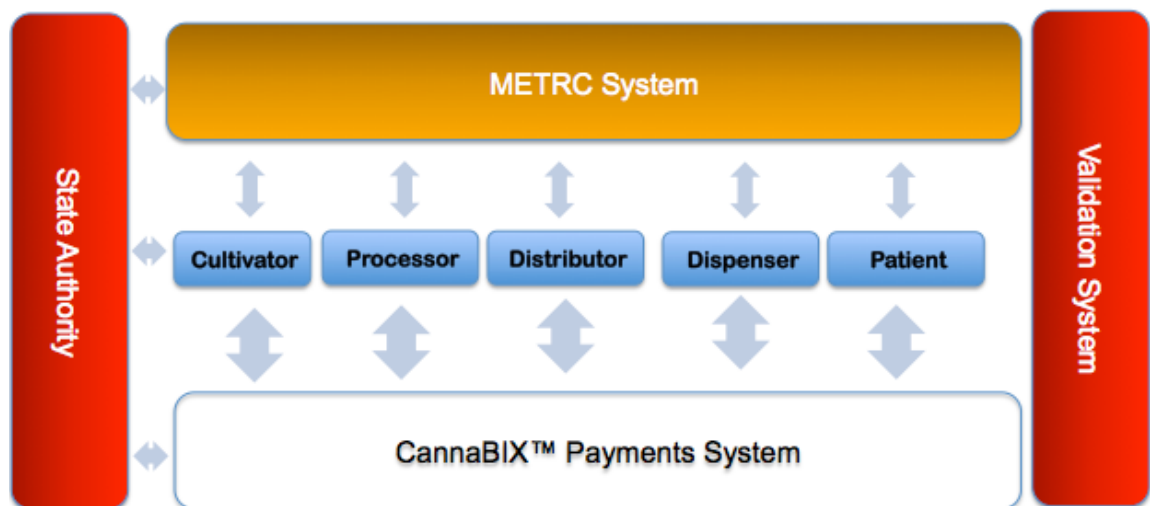 METRC System
State Authority
Validation System
Cultivator
Processor
Distributor
Dispenser
Patient
CannaBIX™ Payments System